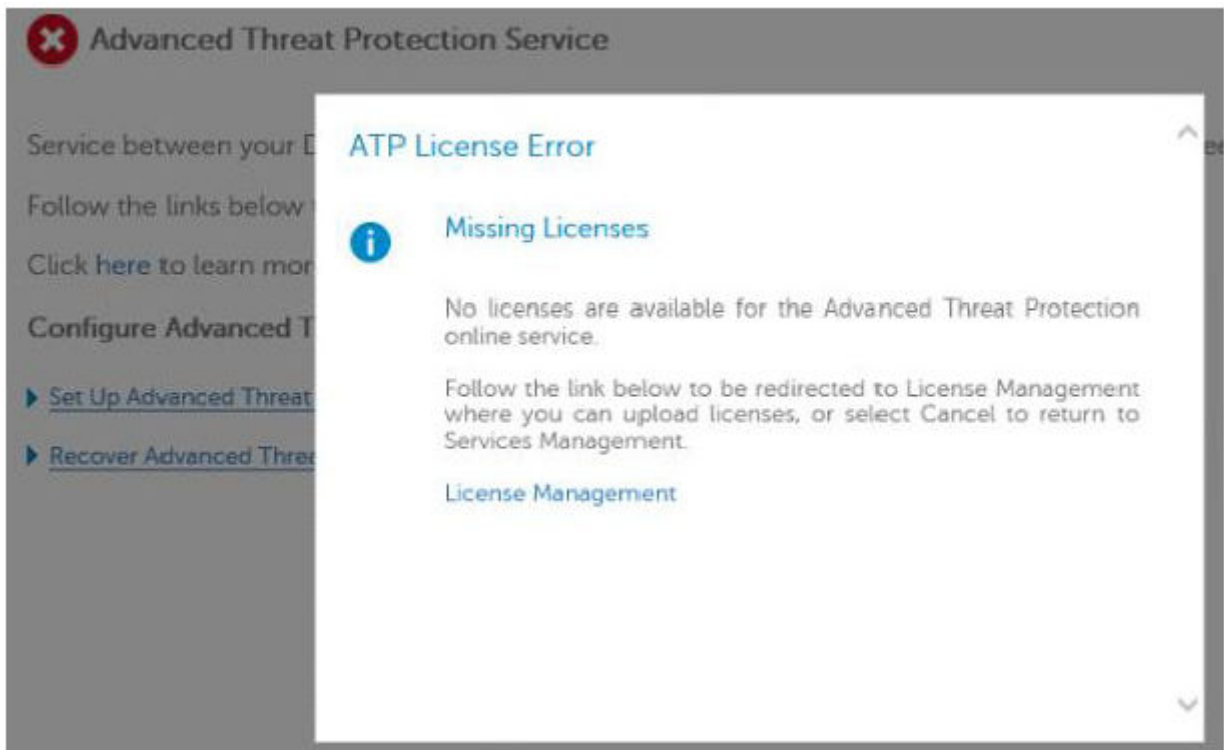 Advanced Threat Protection Service
Service between your
Follow the links below
Click here to learn mor
Configure Advanced T
Set Up Advanced Threat
Recover Advanced Threa
ATP License Error
Missing Licenses
No licenses are available for the Advanced Threat Protection
online service.
Follow the link below to be redirected to License Management
where you can upload licenses, or select Cancel to return to
Services Management.
License Management